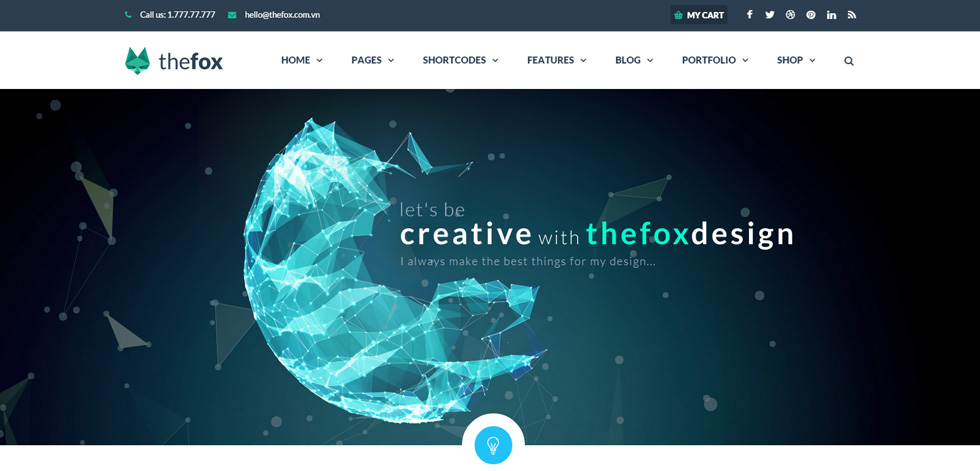 Call us: 1.777.77.777 hello@thefox.com.vn MY CART
thefox HOME PAGES SHORTCODES FEATURES BLOG PORTFOLIO SHOP
let's be
creative with thefoxdesign
I always make the best things for my design...